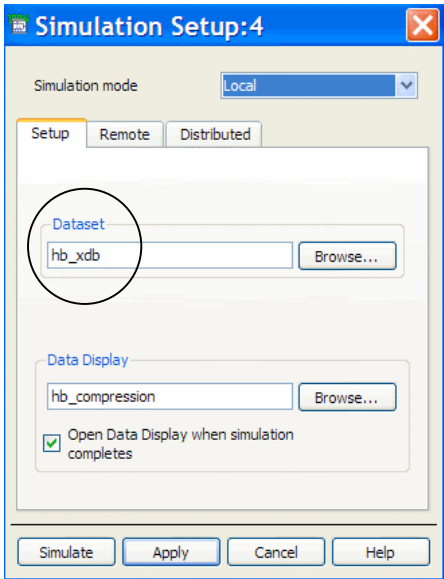 Simulation Setup:4
Simulation mode Local
Setup Remote Distributed
Dataset
hb_xdb Browse...
Data Display
hb_compression Browse...
Open Data Display when simulation
completes
Simulate Apply Cancel Help